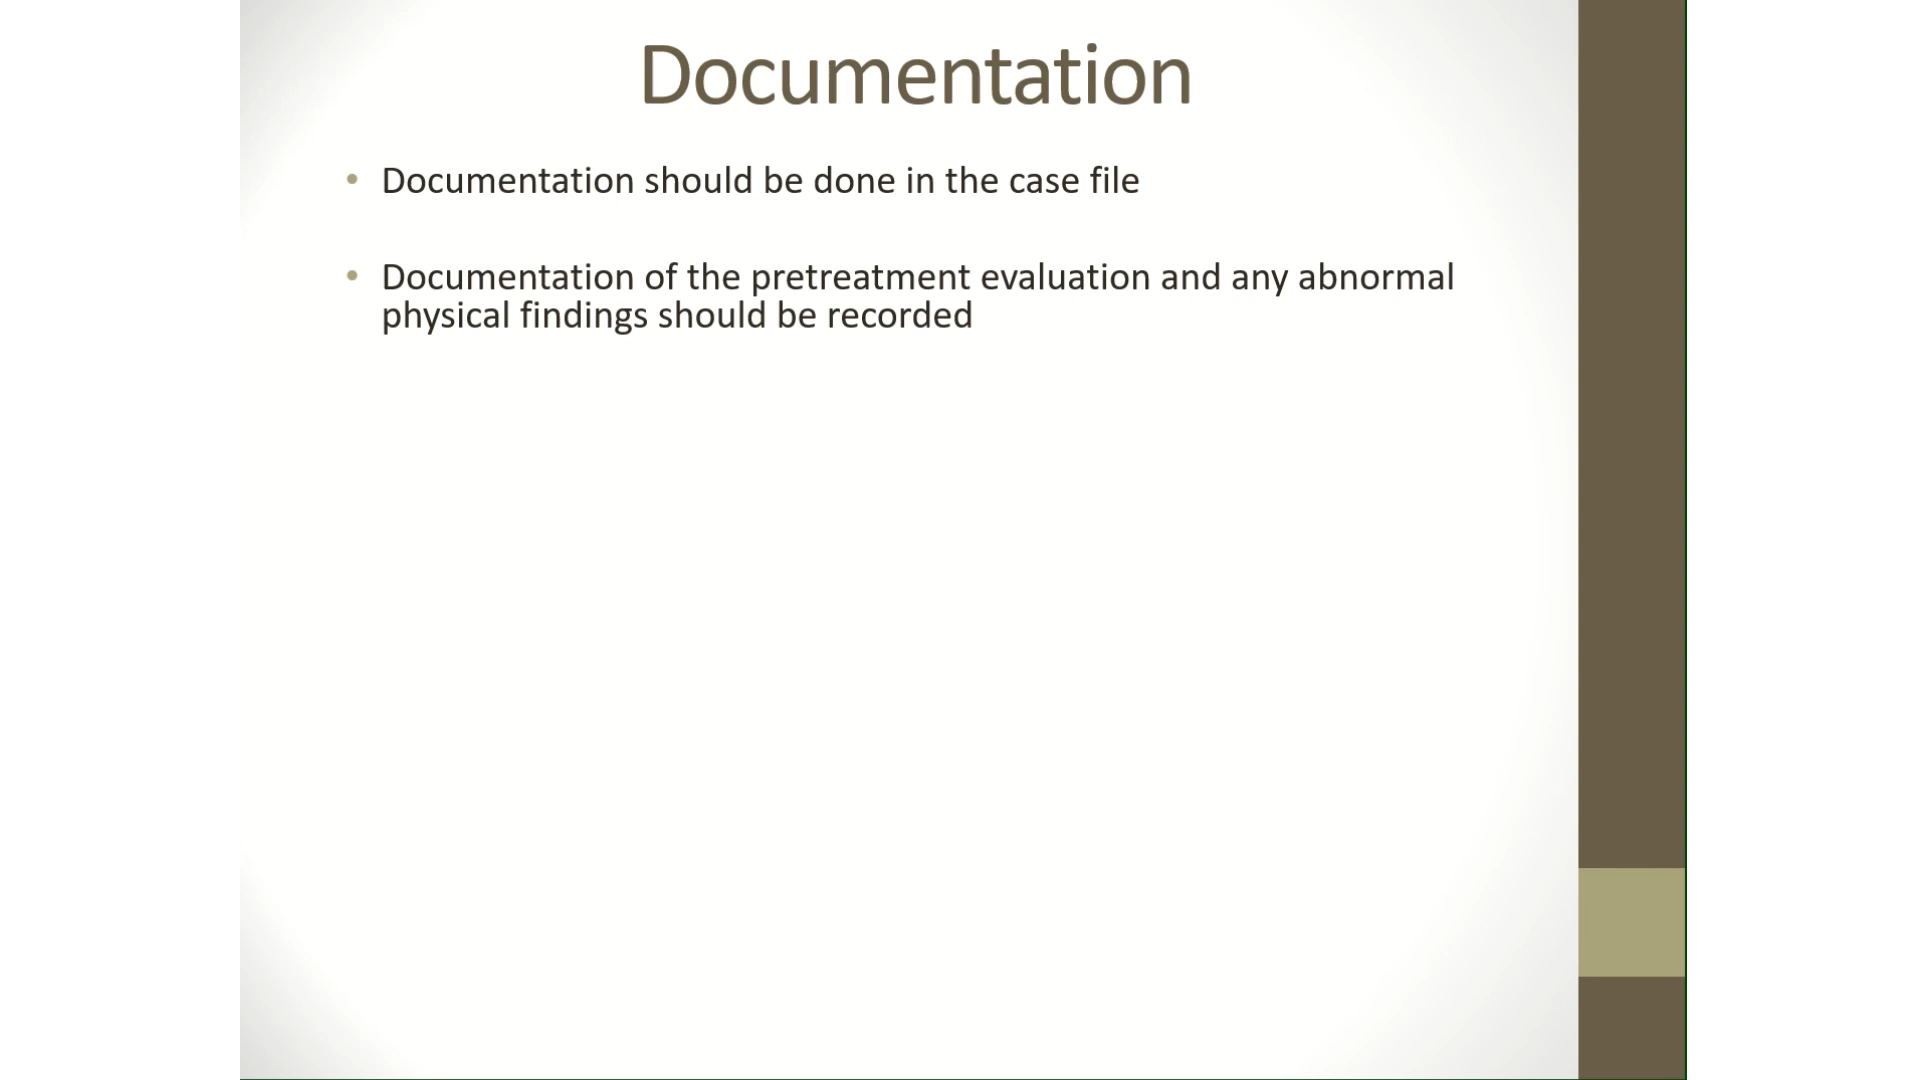 Documentation
• Documentation should be done in the case file
• Documentation of the pretreatment evaluation and any abnormal
physical findings should be recorded